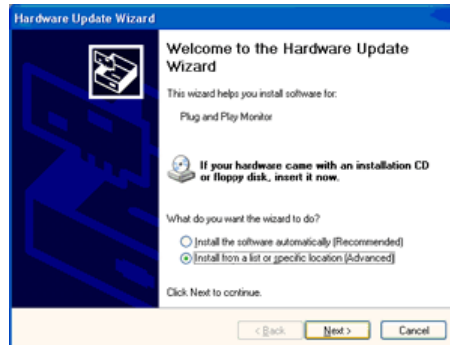 Hardware Update Wizard
Welcome to the Hardware Update
Wizard
This wizard helps you install software for:
Plug and Play Monitor
If your hardware came with an installation CD
or floppy disk, insert it now.
What do you want the wizard to do?
Install the software automatically (Recommended)
Install from a list or specific location (Advanced)
Click Next to continue.
< Back Next > Cancel